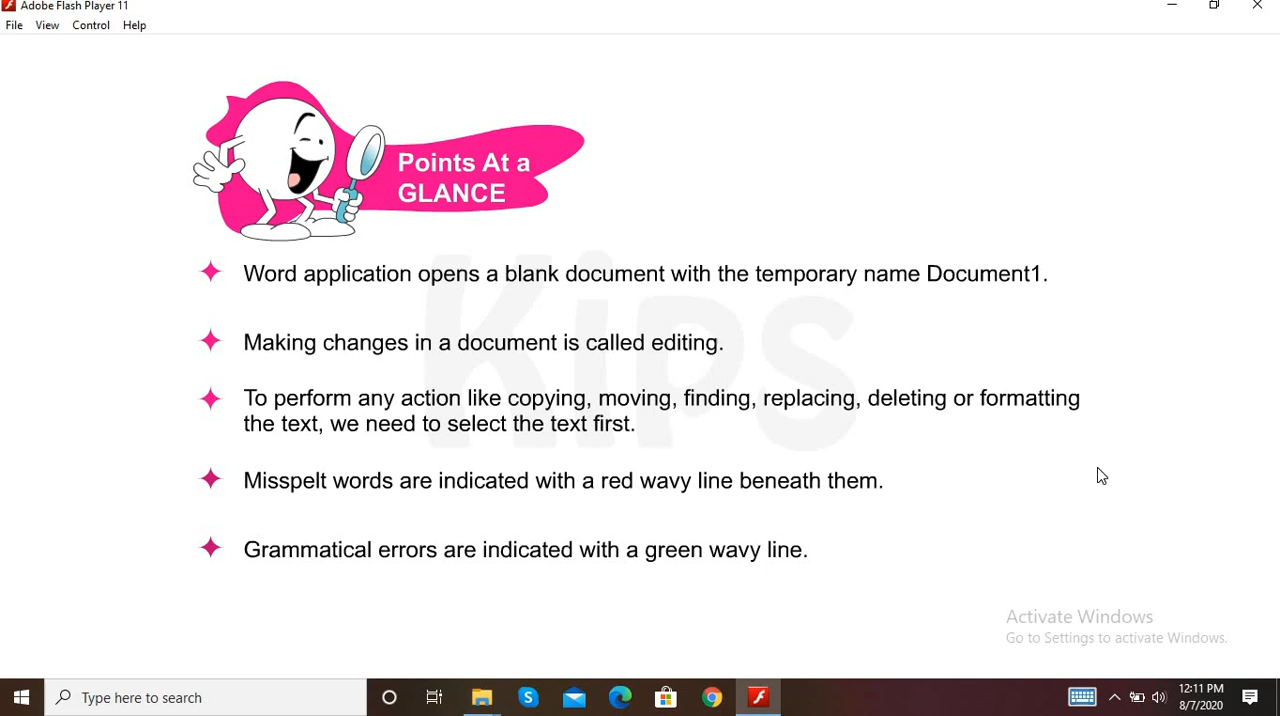 Adobe Flash Player 11
File View Control Help
Points At a
GLANCE
Kips
Word application opens a blank document with the temporary name Document1.
Making changes in a document is called editing.
To perform any action like copying, moving, finding, replacing, deleting or formatting
the text, we need to select the text first.
Misspelt words are indicated with a red wavy line beneath them.
Grammatical errors are indicated with a green wavy line.
Activate Windows
Go to Settings to activate Windows.
Type here to search
12:11 PM
8/7/2020